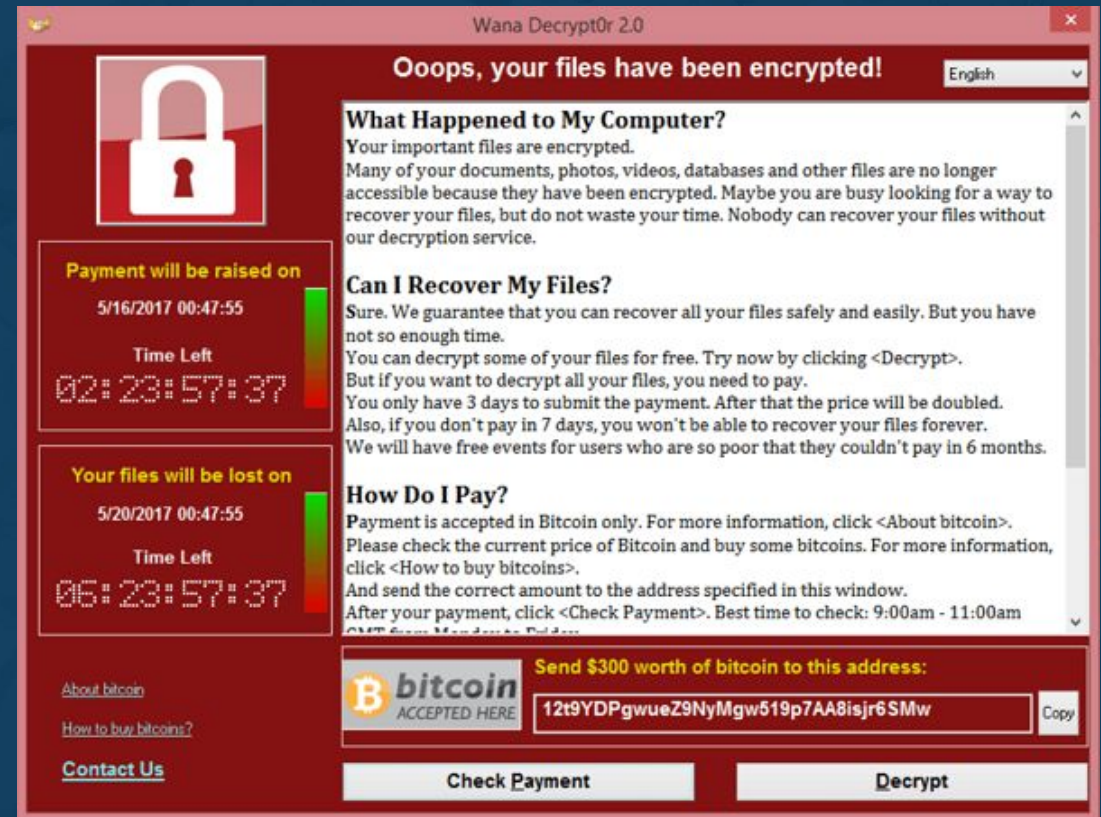 Wana Decrypt0r 2.0
Ooops, your files have been encrypted!
English
What Happened to My Computer?
Your important files are encrypted.
Many of your documents, photos, videos, databases and other files are no longer
accessible because they have been encrypted. Maybe you are busy looking for a way to
recover your files, but do not waste your time. Nobody can recover your files without
our decryption service.
Can I Recover My Files?
Sure. We guarantee that you can recover all your files safely and easily. But you have
not so enough time.
You can decrypt some of your files for free. Try now by clicking <Decrypt>.
But if you want to decrypt all your files, you need to pay.
You only have 3 days to submit the payment. After that the price will be doubled.
Also, if you don't pay in 7 days, you won't be able to recover your files forever.
We will have free events for users who are so poor that they couldn't pay in 6 months.
How Do I Pay?
Payment is accepted in Bitcoin only. For more information, click <About bitcoin>.
Please check the current price of Bitcoin and buy some bitcoins. For more information,
click <How to buy bitcoins>.
And send the correct amount to the address specified in this window.
After your payment, click <Check Payment>. Best time to check: 9:00am - 11:00am
GMT from Monday to Friday
Payment will be raised on
5/16/2017 00:47:55
Time Left
02:23:57:37
Your files will be lost on
5/20/2017 00:47:55
Time Left
06:23:57:37
About bitcoin
How to buy bitcoins?
Contact Us
bitcoin
ACCEPTED HERE
Send $300 worth of bitcoin to this address:
12t9YDPgwueZ9NyMgw519p7AA8isjr6SMw
Copy
Check Payment
Decrypt